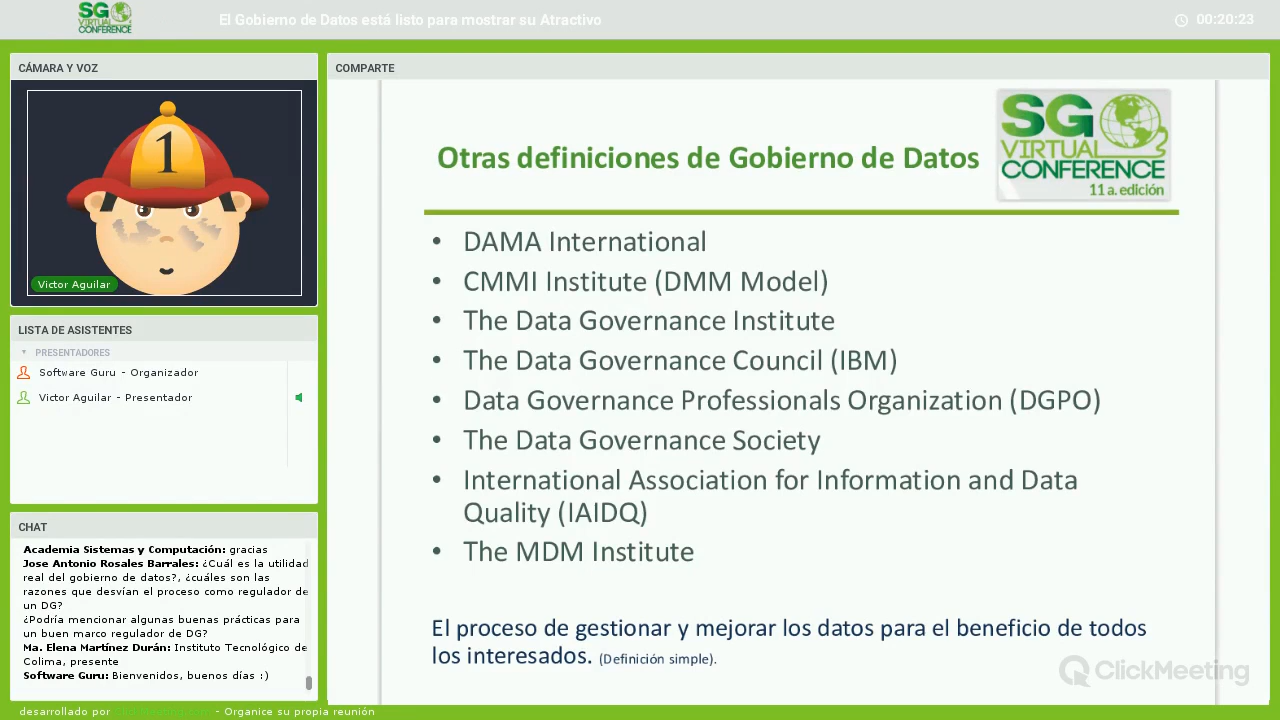 SG
VIRTUAL
CONFERENCE
El Gobierno de Datos está listo para mostrar su Atractivo
00:20:23
CÁMARA Y VOZ
1
Victor Aguilar
LISTA DE ASISTENTES
PRESENTADORES
Software Guru - Organizador
Victor Aguilar - Presentador
CHAT
Academia Sistemas y Computación: gracias
Jose Antonio Rosales Barrales: ¿Cuál es la utilidad
real del gobierno de datos?, ¿cuáles son las
razones que desvían el proceso como regulador de
un DG?
¿Podría mencionar algunas buenas prácticas para
un buen marco regulador de DG?
Ma. Elena Martínez Durán: Instituto Tecnológico de
Colima, presente
Software Guru: Bienvenidos, buenos días :)
desarrollado por - Organice su propia reunión
COMPARTE
Otras definiciones de Gobierno de Datos
SG
VIRTUAL
CONFERENCE
11 a. edición
• DAMA International
• CMMI Institute (DMM Model)
• The Data Governance Institute
• The Data Governance Council (IBM)
• Data Governance Professionals Organization (DGPO)
• The Data Governance Society
• International Association for Information and Data
Quality (IAIDQ)
• The MDM Institute
El proceso de gestionar y mejorar los datos para el beneficio de todos
los interesados. (Definición simple).
ClickMeeting